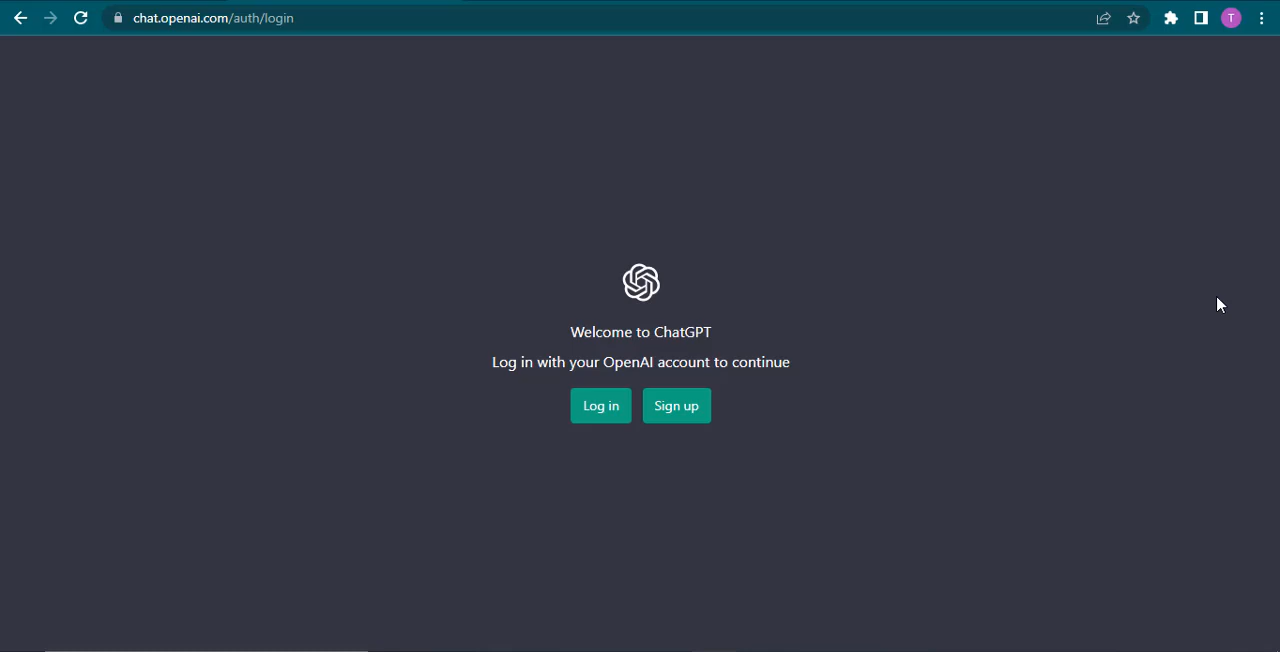 chat.openai.com/auth/login
T
Welcome to ChatGPT
Log in with your OpenAI account to continue
Log in
Sign up